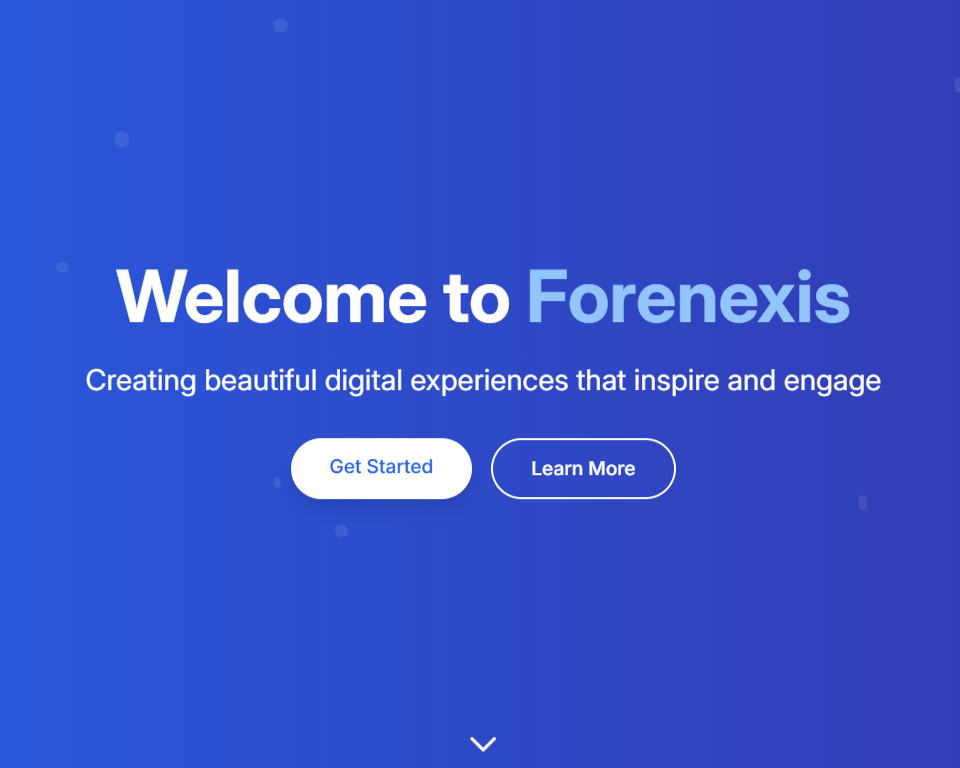 Welcome to Forenexis
Creating beautiful digital experiences that inspire and engage
Get Started
Learn More